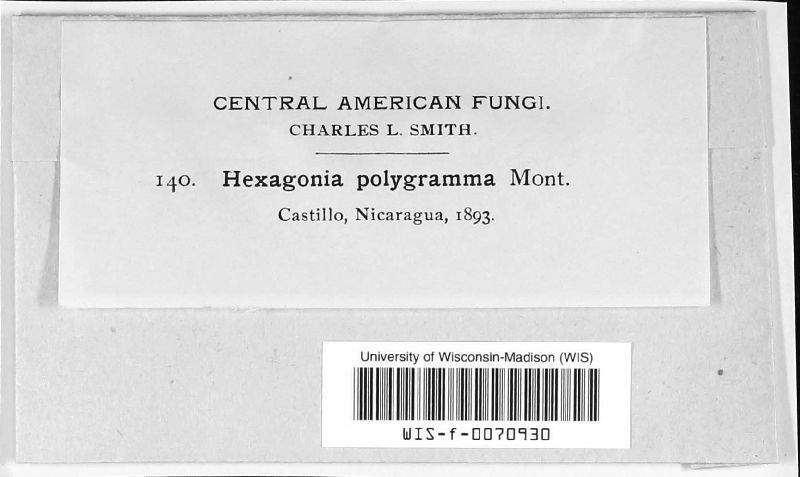 CENTRAL AMERICAN FUNGI.
CHARLES L. SMITH.
140. Hexagonia polygramma Mont.
Castillo, Nicaragua, 1893.
University of Wisconsin-Madison (WIS)
WIS-f-0070930